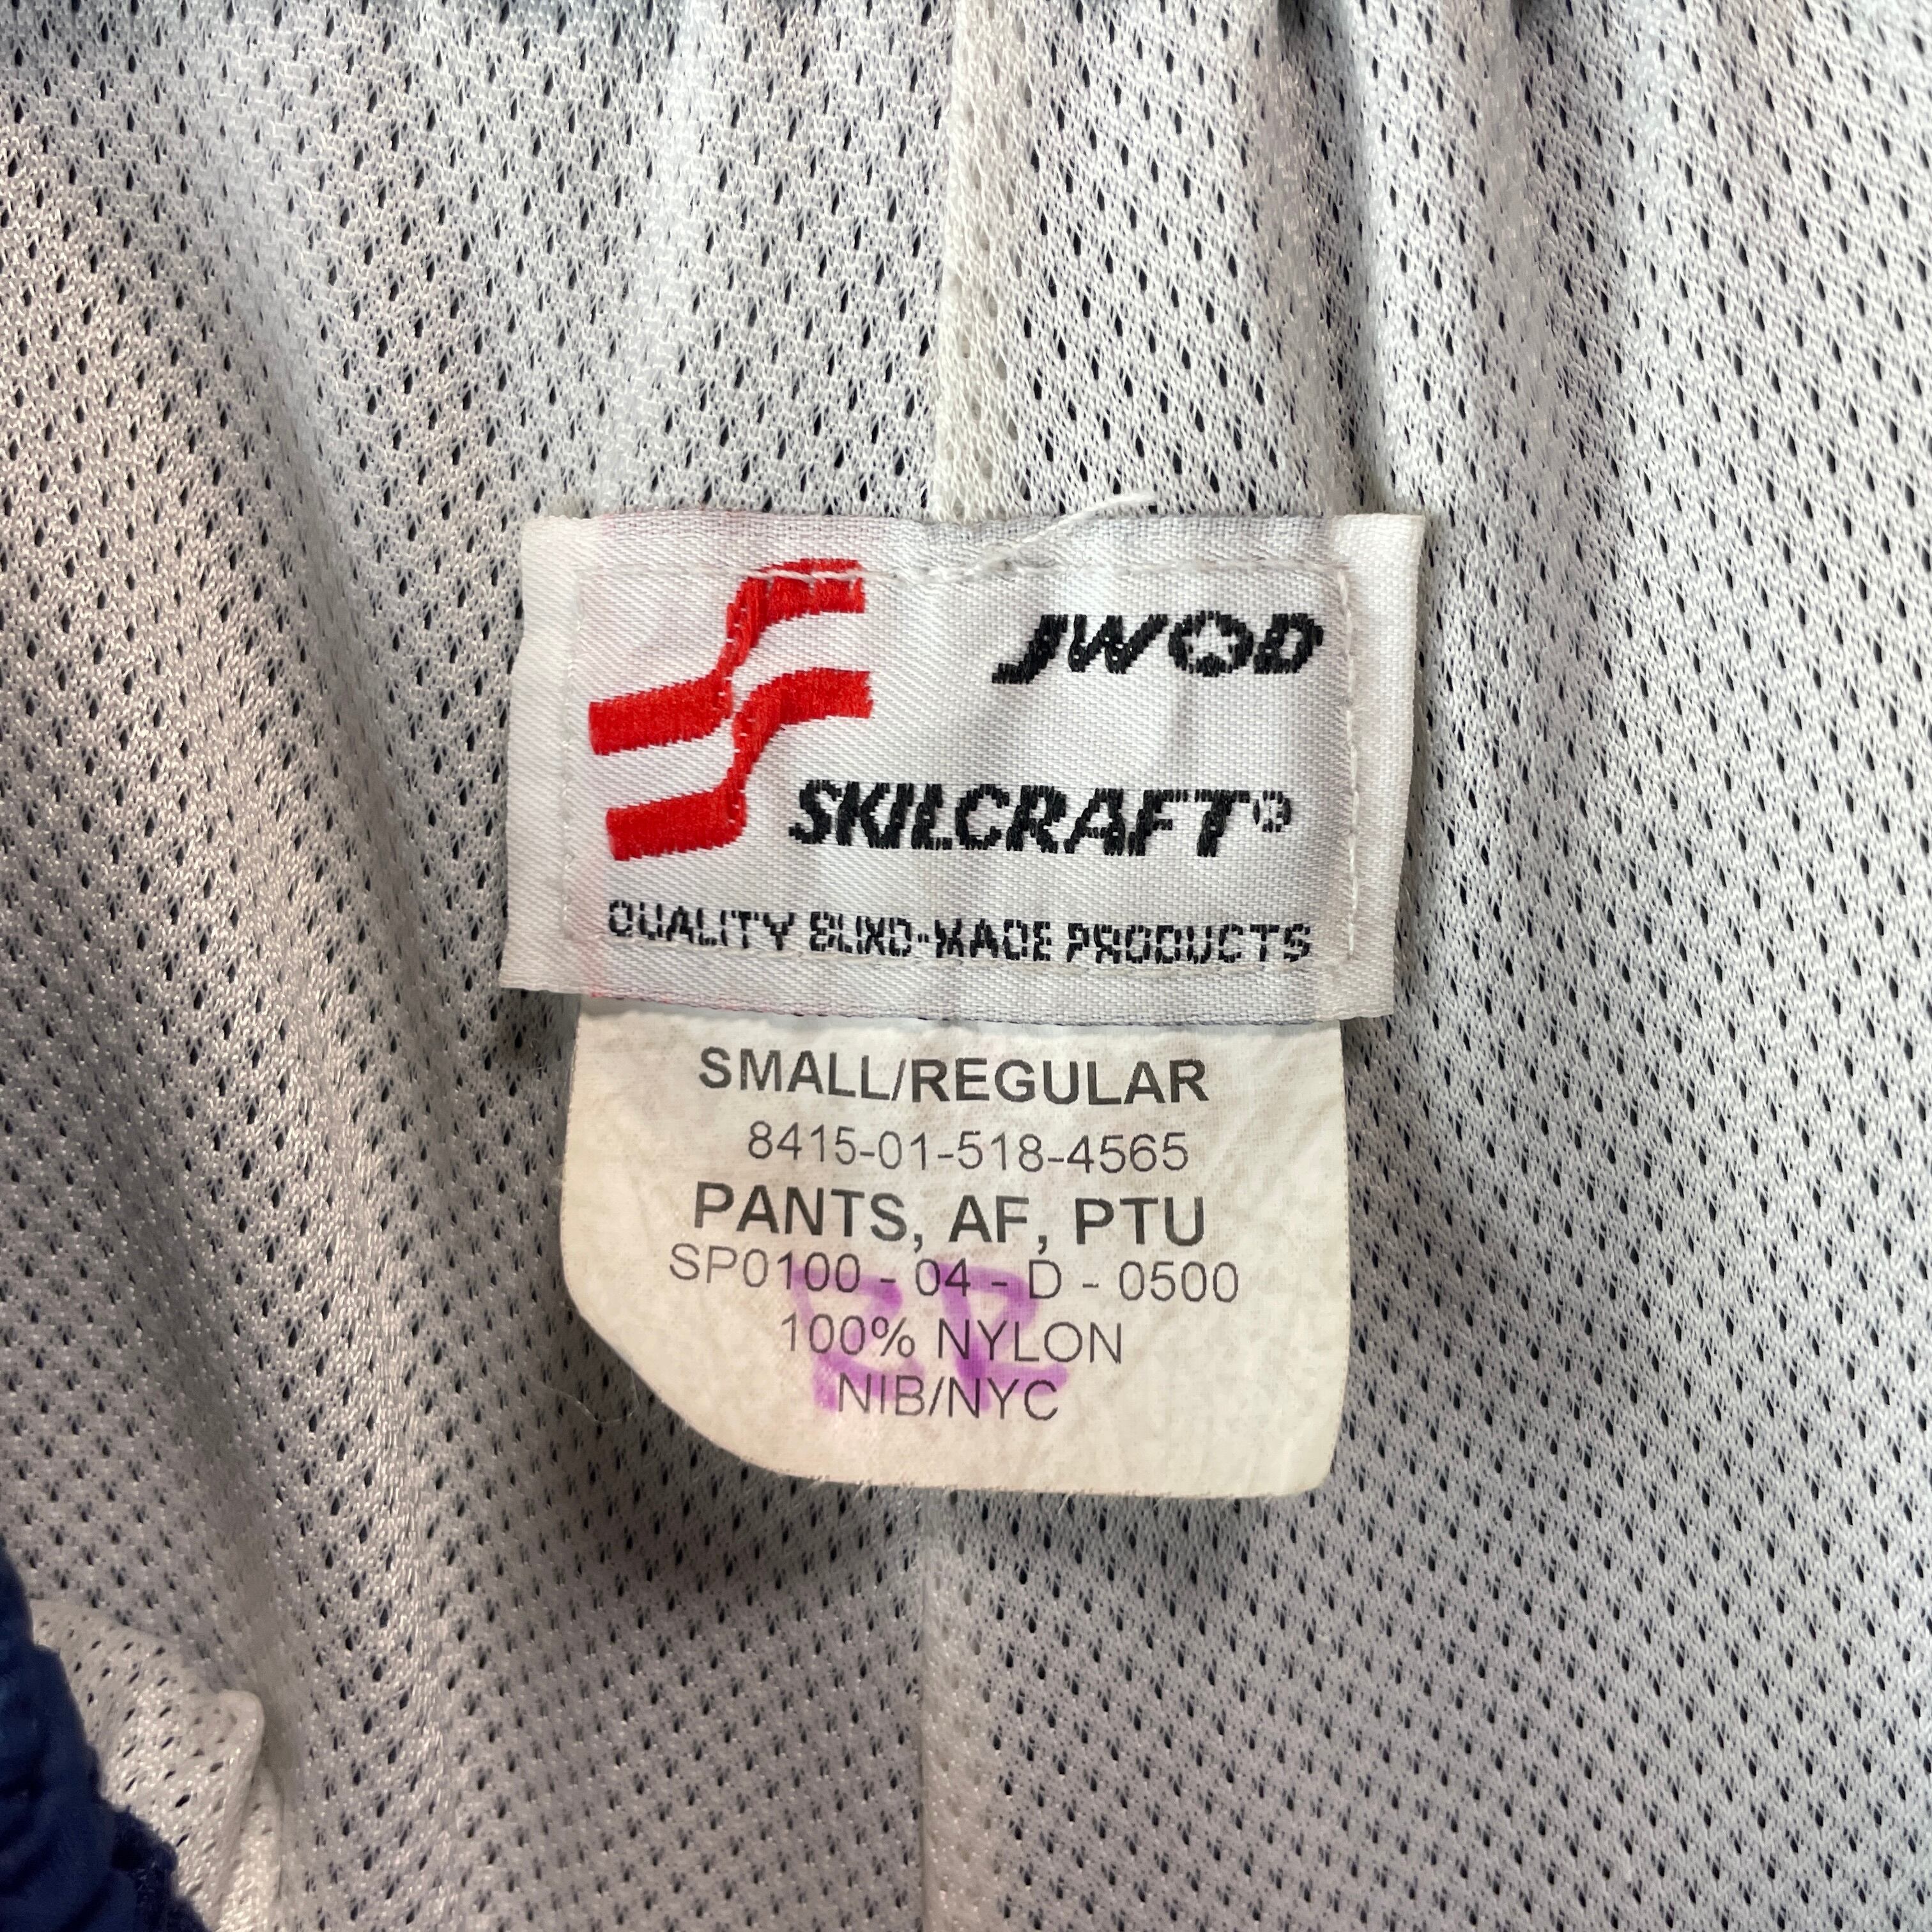 JWOD
SKILCRAFT®
QUALITY BLIND-MADE PRODUCTS
SMALL/REGULAR
8415-01-518-4565
PANTS, AF, PTU
SP0100 - 04 - D - 0500
100% NYLON
NIB/NYC